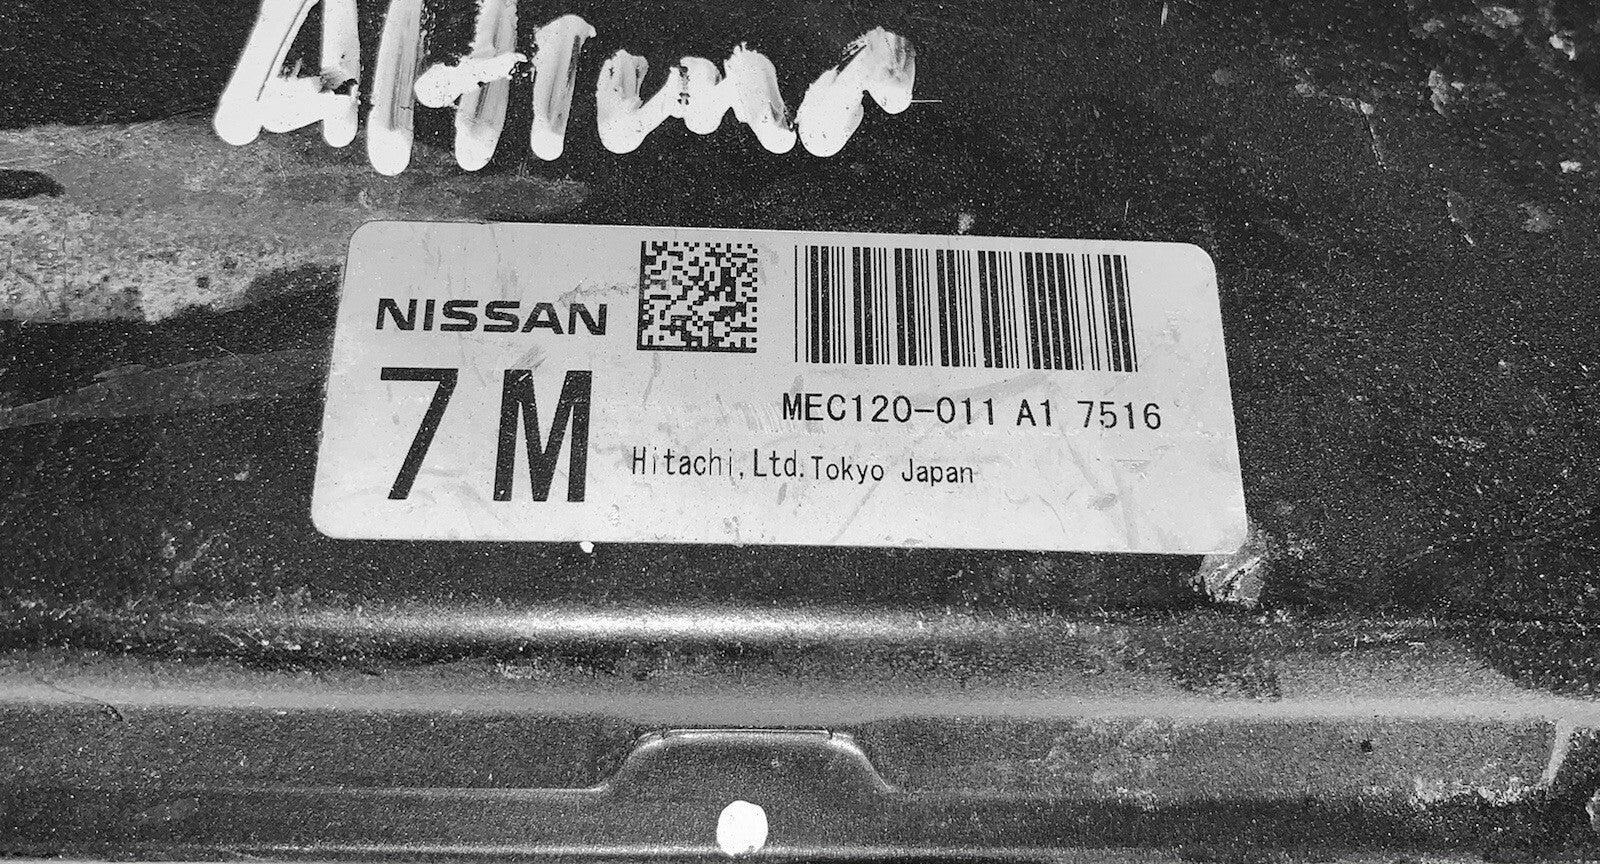 Altima
NISSAN
7 M
MEC120-011 A1 7516
Hitachi,Ltd.Tokyo Japan